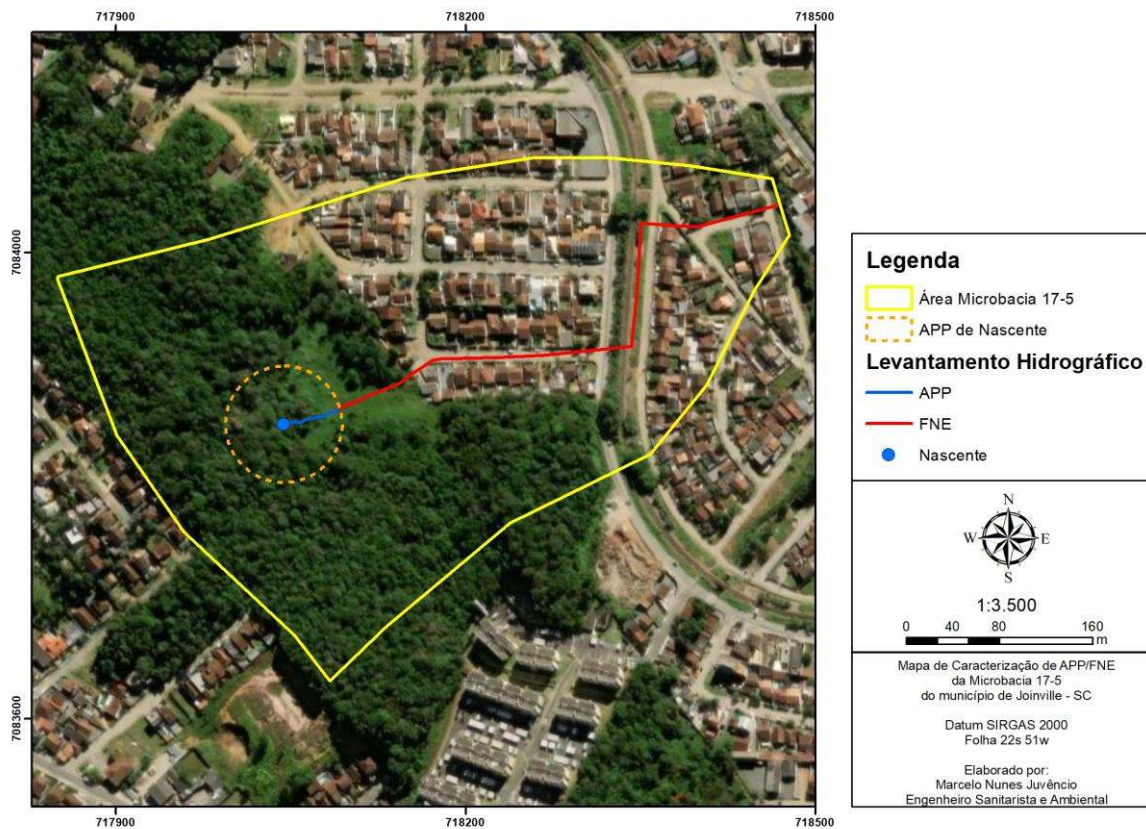 717900 718200 718500
7084000
7083600
717900 718200 718500
Legenda
Área Microbacia 17-5
APP de Nascente
Levantamento Hidrográfico
APP
FNE
Nascente
N
W E
S
1:3.500
0 40 80 160
m
Mapa de Caracterização de APP/FNE
da Microbacia 17-5
do município de Joinville - SC
Datum SIRGAS 2000
Folha 22s 51w
Elaborado por:
Marcelo Nunes Juvêncio
Engenheiro Sanitarista e Ambiental